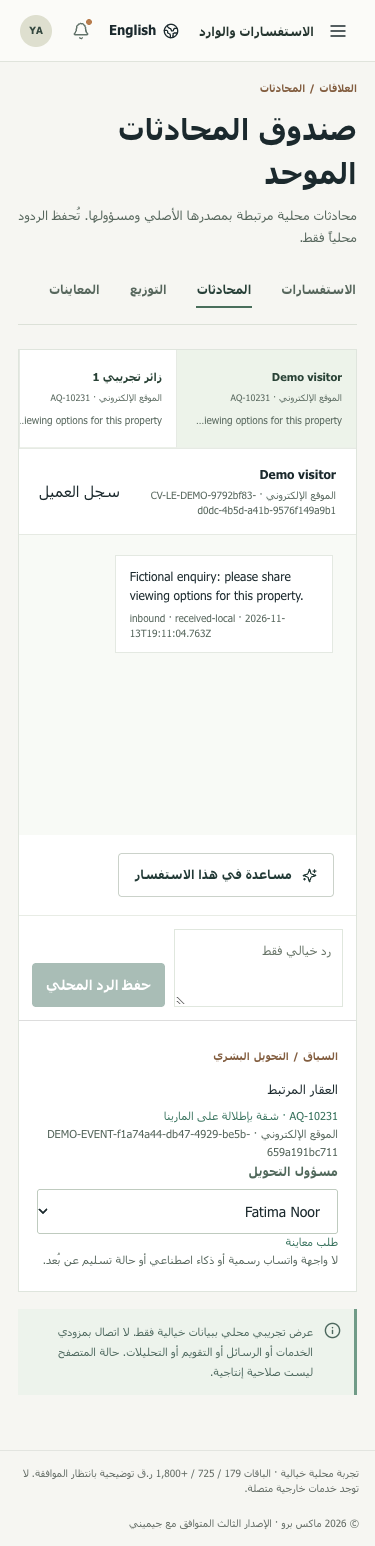 الاستفسارات والوارد
English
YA
العلاقات / المحادثات
صندوق المحادثات
الموحد
محادثات محلية مرتبطة بمصدرها الأصلي ومسؤولها. تُحفظ الردود
محلياً فقط.
الاستفسارات
المحادثات
التوزيع
المعاينات
Demo visitor
الموقع الإلكتروني · AQ-10231
...iewing options for this property
زائر تجريبي 1
الموقع الإلكتروني · AQ-10231
...iewing options for this property
Demo visitor
الموقع الإلكتروني · CV-LE-DEMO-9792bf83-
d0dc-4b5d-a41b-9576f149a9b1
سجل العميل
Fictional enquiry: please share
viewing options for this property.
inbound · received-local · 2026-11-
13T19:11:04.763Z
مساعدة في هذا الاستفسار
رد خيالي فقط
حفظ الرد المحلي
السياق / التحويل البشري
العقار المرتبط
AQ-10231 · شقة بإطلالة على المارينا
الموقع الإلكتروني · DEMO-EVENT-f1a74a44-db47-4929-be5b-
659a191bc711
مسؤول التحويل
Fatima Noor
طلب معاينة
لا واجهة واتساب رسمية أو ذكاء اصطناعي أو حالة تسليم عن بُعد.
عرض تجريبي محلي ببيانات خيالية فقط. لا اتصال بمزودي
الخدمات أو الرسائل أو التقويم أو التحليلات. حالة المتصفح
ليست صلاحية إنتاجية.
تجربة محلية خيالية · الباقات 179 / 725 / +1,800 ر.ق توضيحية بانتظار الموافقة. لا
توجد خدمات خارجية متصلة.
© 2026 ماكس برو · الإصدار الثالث المتوافق مع جيميني